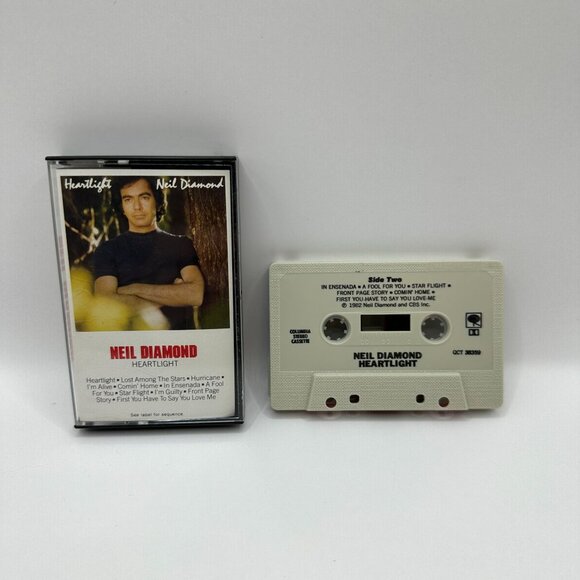 Heartlight Neil Diamond
NEIL DIAMOND
HEARTLIGHT
Heartlight • Lost Among The Stars • Hurricane •
I'm Alive • Comin' Home • In Ensenada • A Fool
For You • Star Flight • I'm Guilty • Front Page
Story • First You Have To Say You Love Me
See label for sequence.
Side Two
IN ENSENADA • A FOOL FOR YOU • STAR FLIGHT •
FRONT PAGE STORY • COMIN' HOME •
FIRST YOU HAVE TO SAY YOU LOVE ME
℗ 1982 Neil Diamond and CBS Inc.
COLUMBIA
STEREO
CASSETTE
QCT 38359
NEIL DIAMOND
HEARTLIGHT